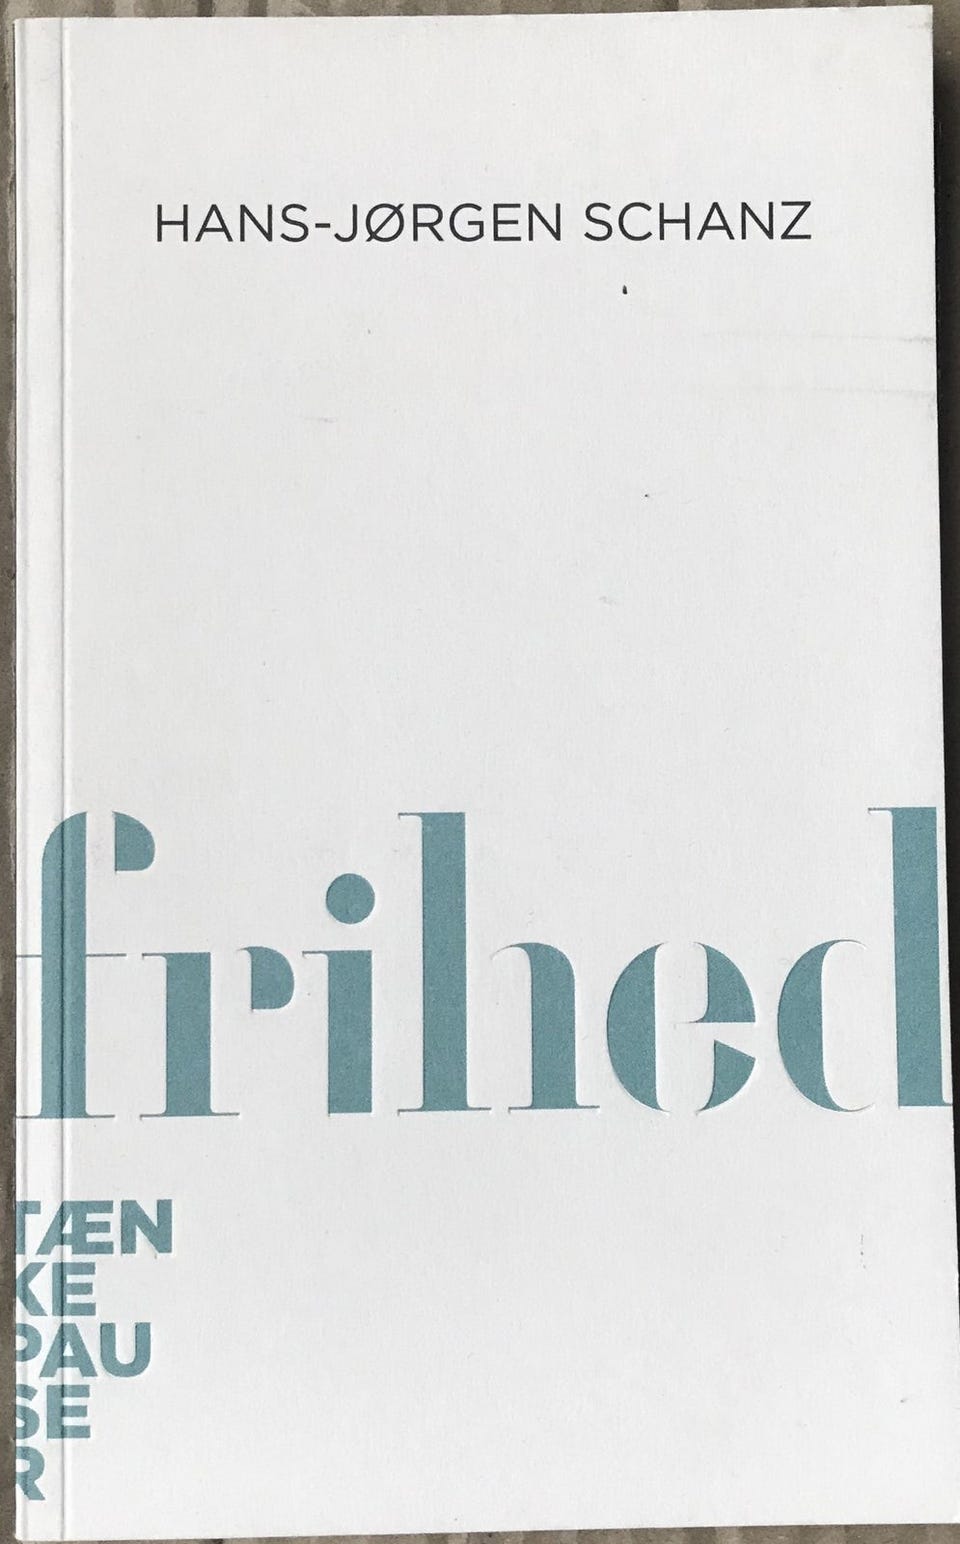 HANS-JØRGEN SCHANZ
frihed
TÆN
KE
PAU
SE
R